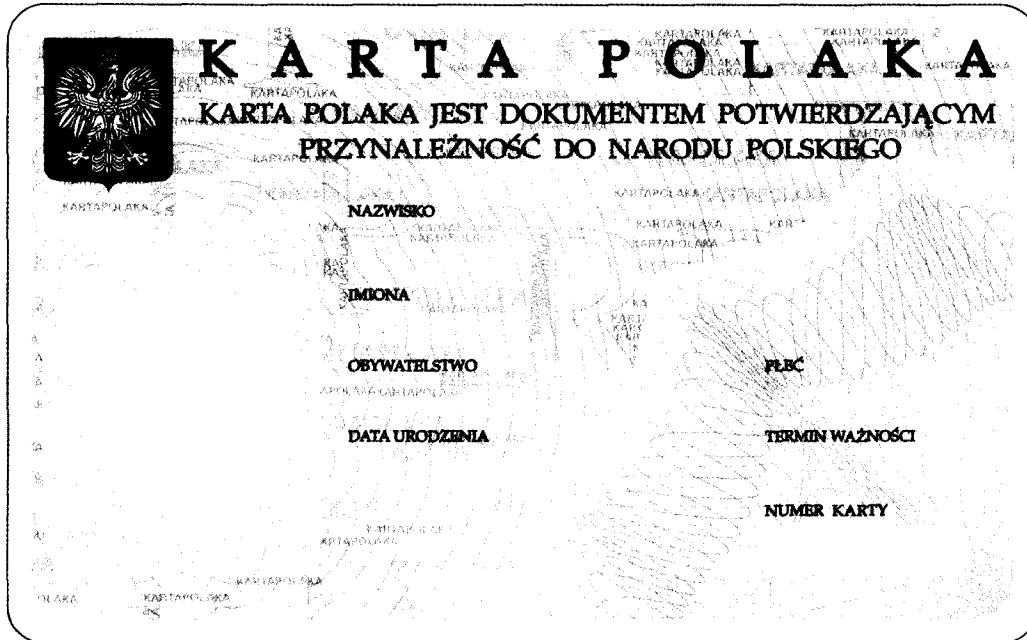 KARTA POLAKA
KARTA POLAKA JEST DOKUMENTEM POTWIERDZAJĄCYM
PRZYNALEŻNOŚĆ DO NARODU POLSKIEGO
NAZWISKO
IMIONA
OBYWATELSTWO PŁEĆ
DATA URODZENIA TERMIN WAŻNOŚCI
NUMER KARTY